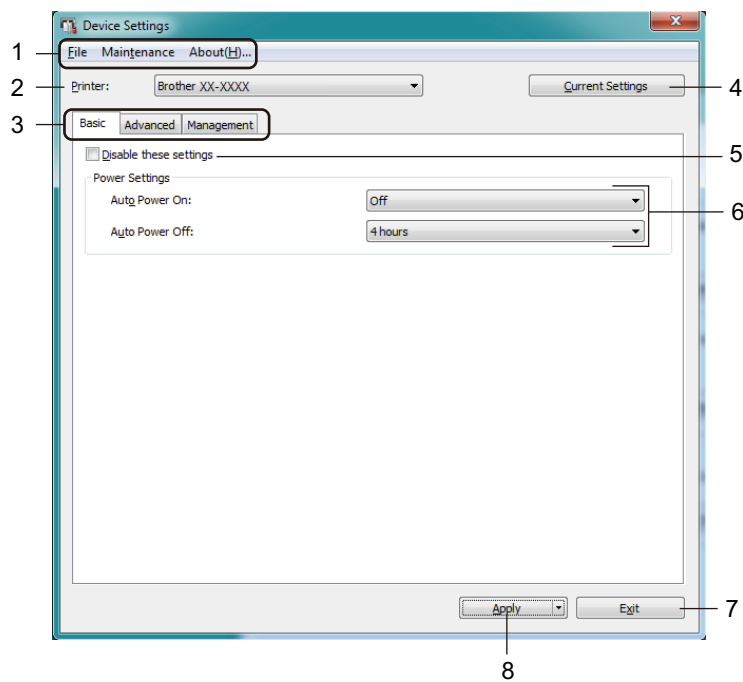 Device Settings
1 File Maintenance About(H)...
2 Printer: Brother XX-XXXX Current Settings 4
3 Basic Advanced Management
Disable these settings 5
Power Settings
Auto Power On: Off
6
Auto Power Off: 4 hours
Apply Exit 7
8